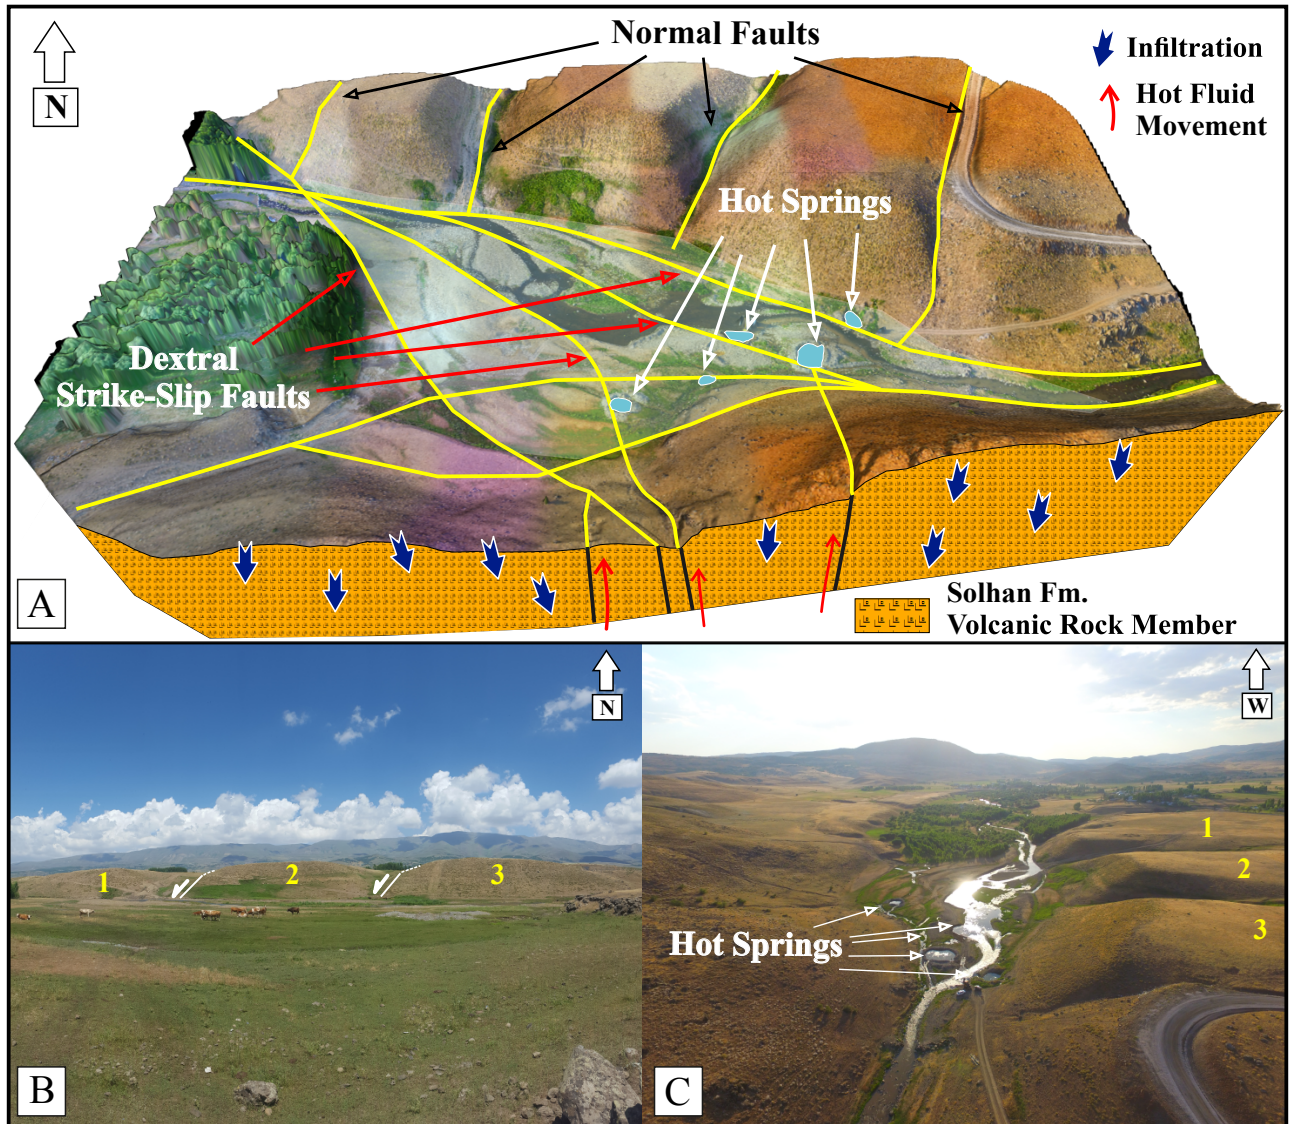 Normal Faults
N
Infiltration
Hot Fluid
Movement
Hot Springs
Dextral
Strike-Slip Faults
A
Solhan Fm.
Volcanic Rock Member
N
1
2
3
B
W
1
2
3
Hot Springs
C